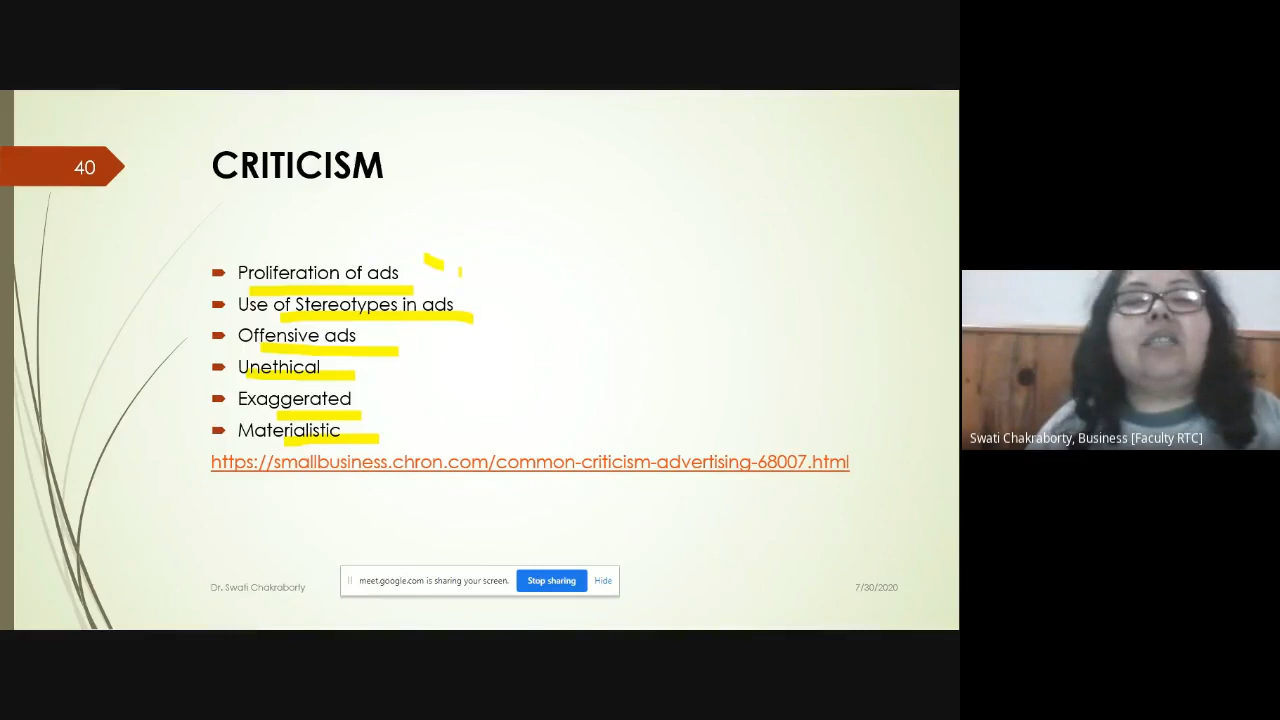 40
CRITICISM
Proliferation of ads
Use of Stereotypes in ads
Offensive ads
Unethical
Exaggerated
Materialistic
https://smallbusiness.chron.com/common-criticism-advertising-68007.html
Dr. Swati Chakraborty
meet.google.com is sharing your screen. Stop sharing Hide
7/30/2020
Swati Chakraborty, Business [Faculty RTC]